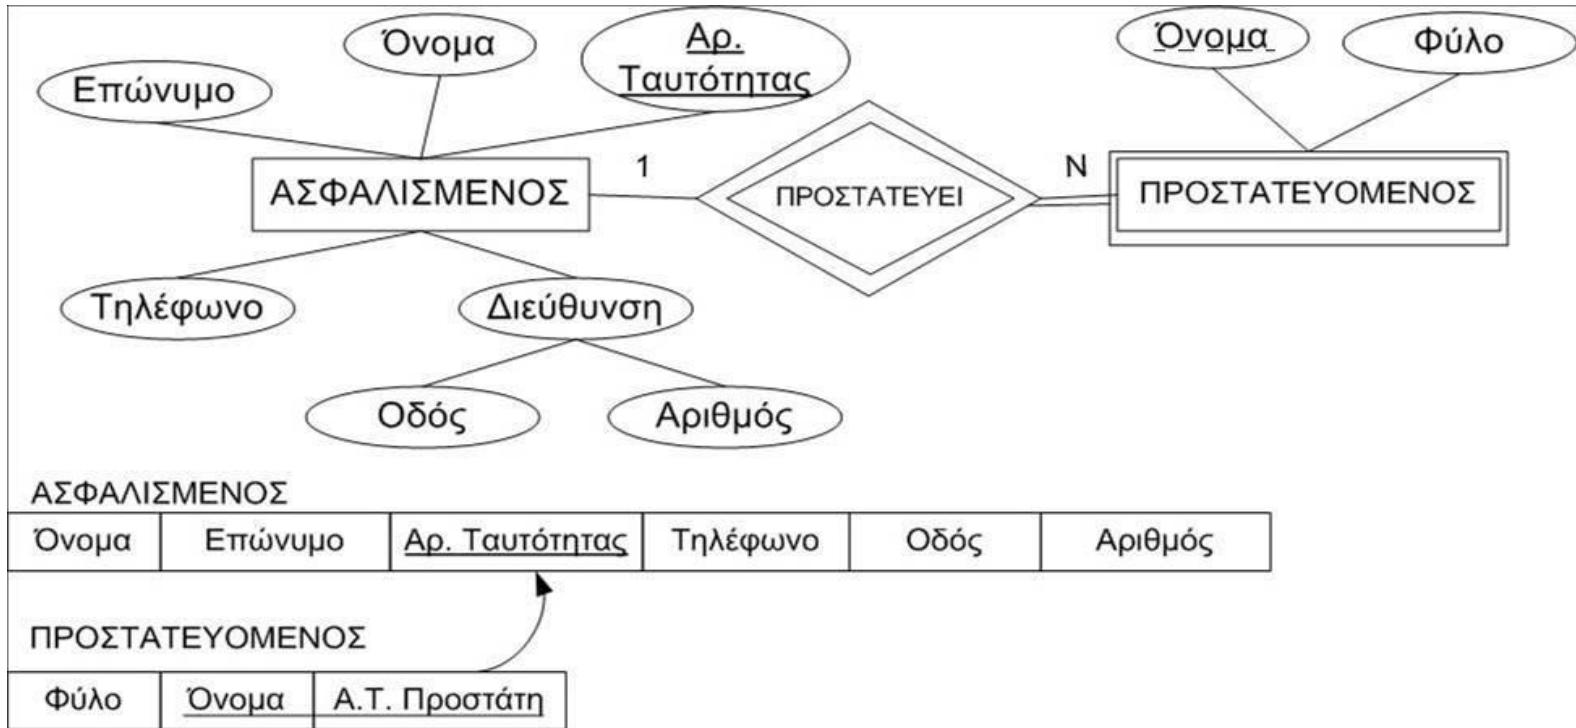 Επώνυμο
Όνομα
Αρ.
Ταυτότητας
Όνομα
Φύλο
ΑΣΦΑΛΙΣΜΕΝΟΣ
1
ΠΡΟΣΤΑΤΕΥΕΙ
N
ΠΡΟΣΤΑΤΕΥΟΜΕΝΟΣ
Τηλέφωνο
Διεύθυνση
Οδός
Αριθμός
ΑΣΦΑΛΙΣΜΕΝΟΣ
Όνομα Επώνυμο Αρ. Ταυτότητας Τηλέφωνο Οδός Αριθμός
ΠΡΟΣΤΑΤΕΥΟΜΕΝΟΣ
Φύλο Όνομα Α.Τ. Προστάτη